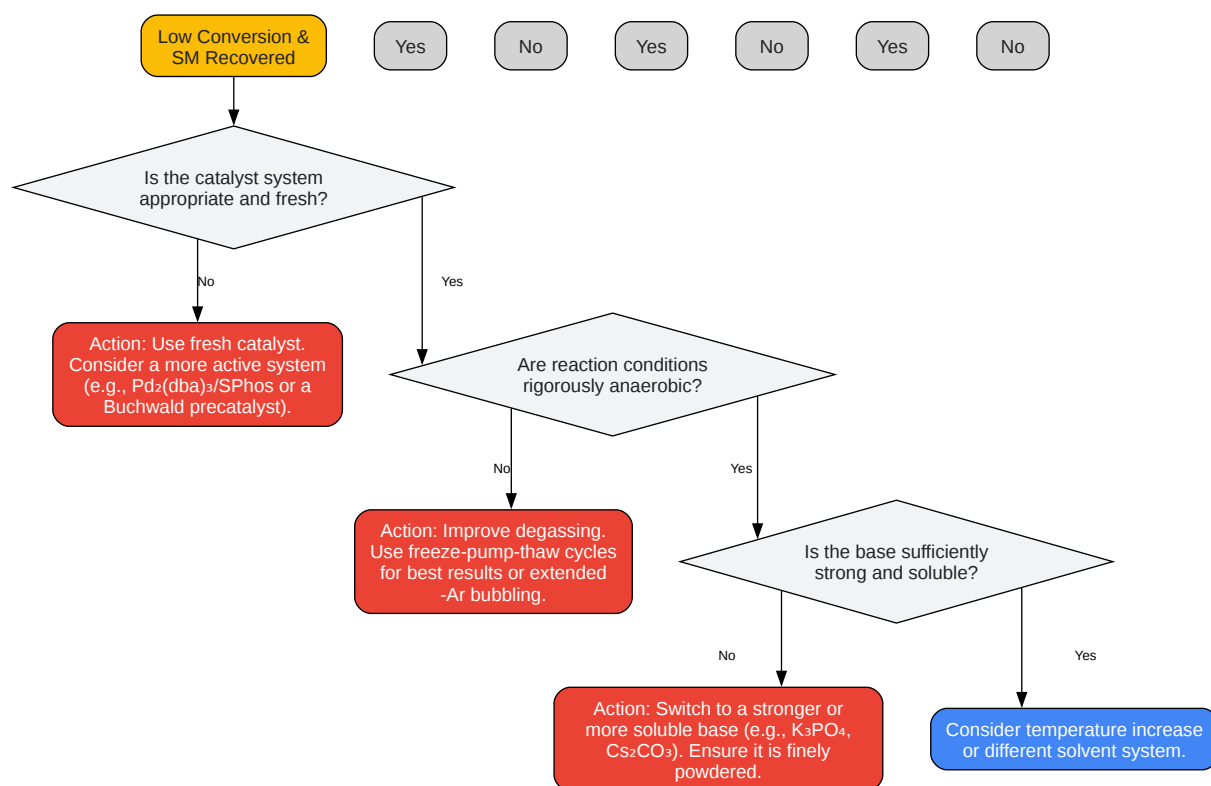 Low Conversion &
SM Recovered
Yes
No
Yes
No
Yes
No
Is the catalyst system
appropriate and fresh?
No
Yes
Action: Use fresh catalyst.
Consider a more active system
(e.g., Pd₂(dba)₃/SPhos or a
Buchwald precatalyst).
Are reaction conditions
rigorously anaerobic?
No
Yes
Action: Improve degassing.
Use freeze-pump-thaw cycles
for best results or extended
-Ar bubbling.
Is the base sufficiently
strong and soluble?
No
Yes
Action: Switch to a stronger or
more soluble base (e.g., K₃PO₄,
Cs₂CO₃). Ensure it is finely
powdered.
Consider temperature increase
or different solvent system.